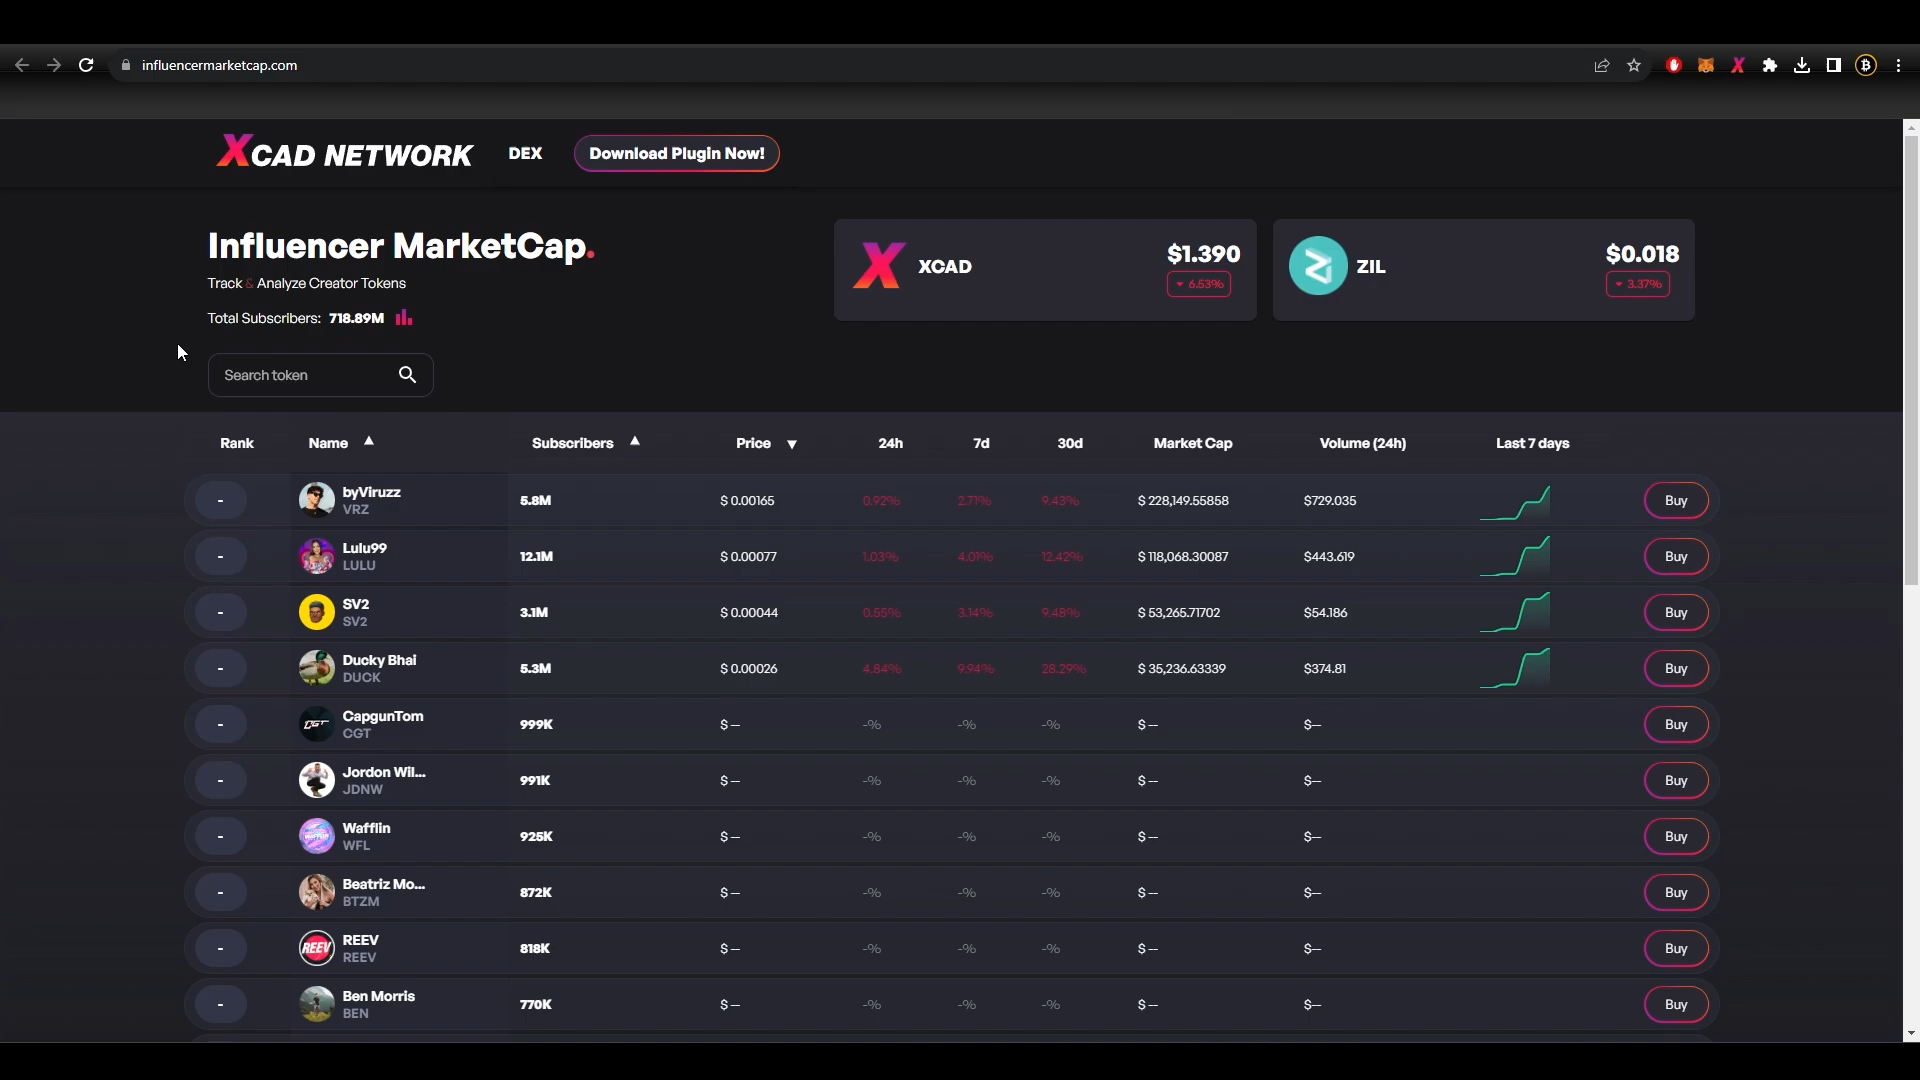 influencermarketcap.com
XCAD NETWORK DEX Download Plugin Now!
Influencer MarketCap.
Track & Analyze Creator Tokens
Total Subscribers: 718.89M
XCAD $1.390
6.53%
ZIL $0.018
3.37%
Search token
Rank Name Subscribers Price 24h 7d 30d Market Cap Volume (24h) Last 7 days
- byViruzz VRZ 5.8M $ 0.00165 0.92% 2.71% 9.43% $ 228,149.55858 $729.035 Buy
- Lulu99 LULU 12.1M $ 0.00077 1.03% 4.01% 12.42% $ 118,068.30087 $443.619 Buy
- SV2 SV2 3.1M $ 0.00044 0.55% 3.14% 9.48% $ 53,265.71702 $54.186 Buy
- Ducky Bhai DUCK 5.3M $ 0.00026 4.84% 9.94% 28.29% $ 35,236.63339 $374.81 Buy
- CapgunTom CGT 999K $ -- -% -% -% $ -- $-- Buy
- Jordon Wil... JDNW 991K $ -- -% -% -% $ -- $-- Buy
- Wafflin WFL 925K $ -- -% -% -% $ -- $-- Buy
- Beatriz Mo... BTZM 872K $ -- -% -% -% $ -- $-- Buy
- REEV REEV 818K $ -- -% -% -% $ -- $-- Buy
- Ben Morris BEN 770K $ -- -% -% -% $ -- $-- Buy